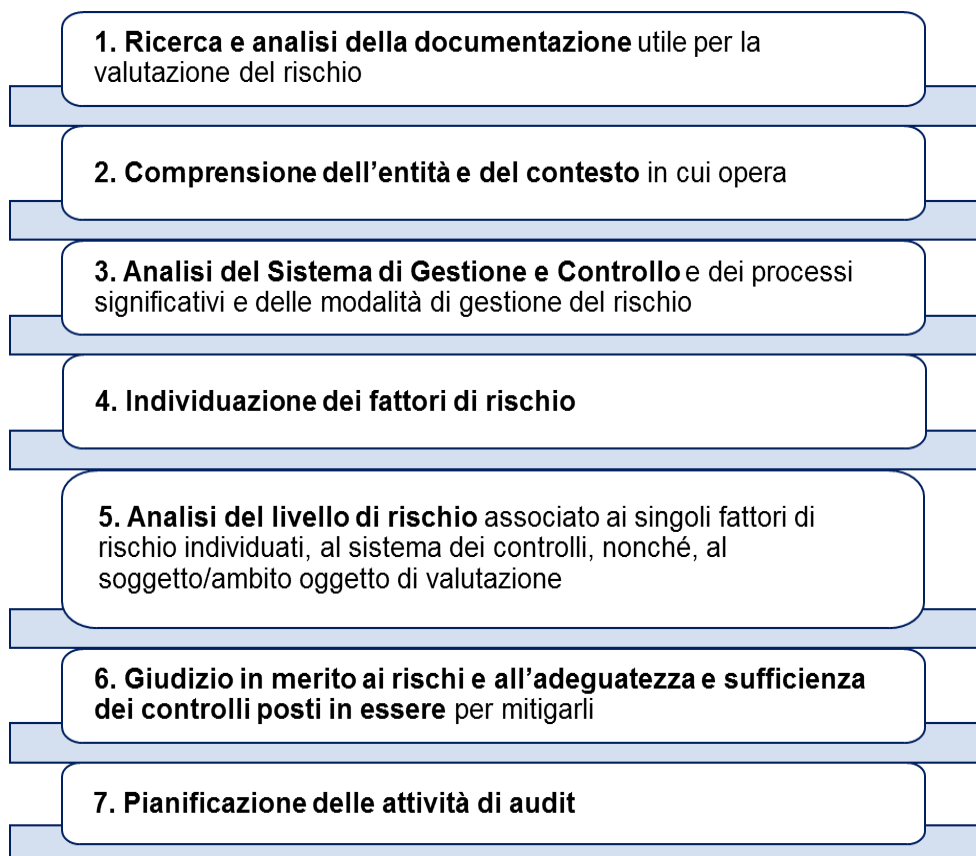 1. Ricerca e analisi della documentazione utile per la
valutazione del rischio
2. Comprensione dell'entità e del contesto in cui opera
3. Analisi del Sistema di Gestione e Controllo e dei processi
significativi e delle modalità di gestione del rischio
4. Individuazione dei fattori di rischio
5. Analisi del livello di rischio associato ai singoli fattori di
rischio individuati, al sistema dei controlli, nonché, al
soggetto/ambito oggetto di valutazione
6. Giudizio in merito ai rischi e all'adeguatezza e sufficienza
dei controlli posti in essere per mitigarli
7. Pianificazione delle attività di audit